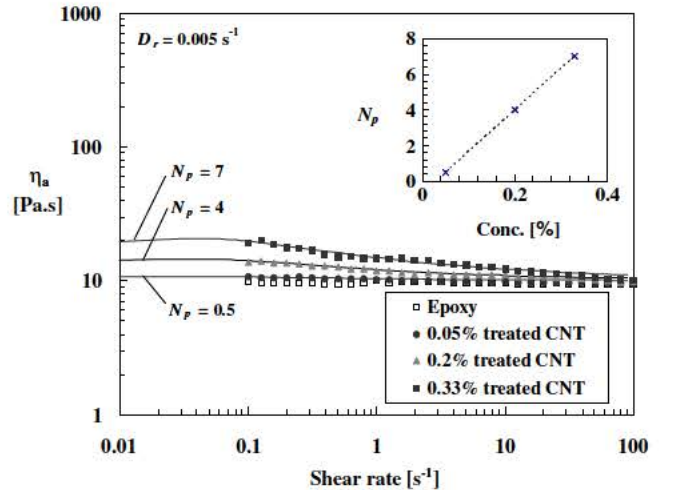 1000
D_r = 0.005 s⁻¹
8
6
N_p
4
2
0
0
0.2
0.4
Conc. [%]
100
η_a
[Pa.s]
N_p = 7
N_p = 4
10
N_p = 0.5
Epoxy
0.05% treated CNT
0.2% treated CNT
0.33% treated CNT
1
0.01
0.1
1
10
100
Shear rate [s⁻¹]